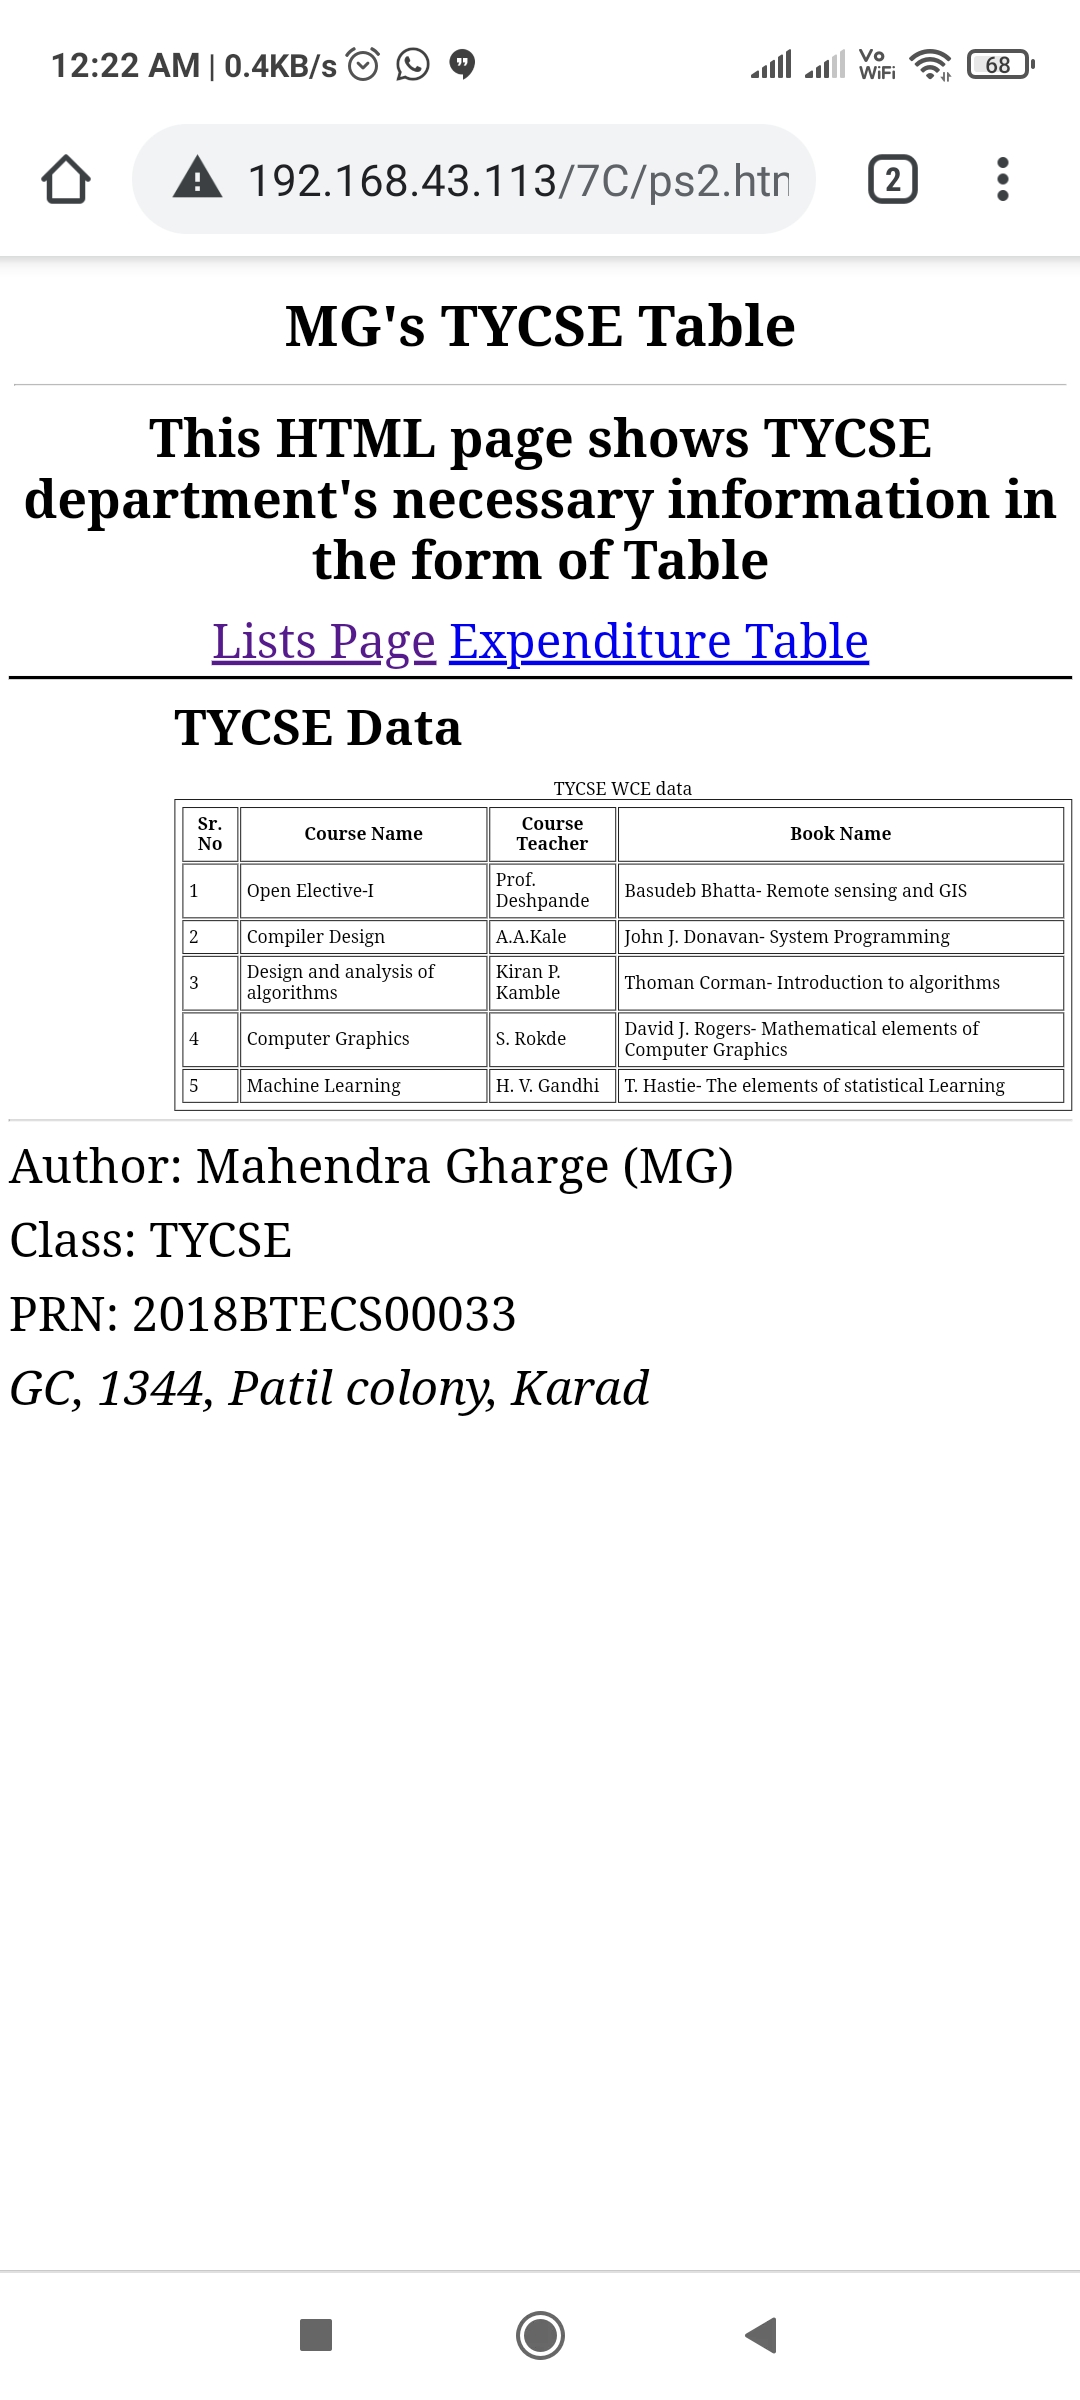 12:22 AM | 0.4KB/s
Vo WiFi
68
192.168.43.113/7C/ps2.htm
2
MG's TYCSE Table
This HTML page shows TYCSE
department's necessary information in
the form of Table
Lists Page Expenditure Table
TYCSE Data
TYCSE WCE data
Sr. No Course Name Course Teacher Book Name
1 Open Elective-I Prof. Deshpande Basudeb Bhatta- Remote sensing and GIS
2 Compiler Design A.A.Kale John J. Donavan- System Programming
3 Design and analysis of algorithms Kiran P. Kamble Thoman Corman- Introduction to algorithms
4 Computer Graphics S. Rokde David J. Rogers- Mathematical elements of Computer Graphics
5 Machine Learning H. V. Gandhi T. Hastie- The elements of statistical Learning
Author: Mahendra Gharge (MG)
Class: TYCSE
PRN: 2018BTECS00033
GC, 1344, Patil colony, Karad